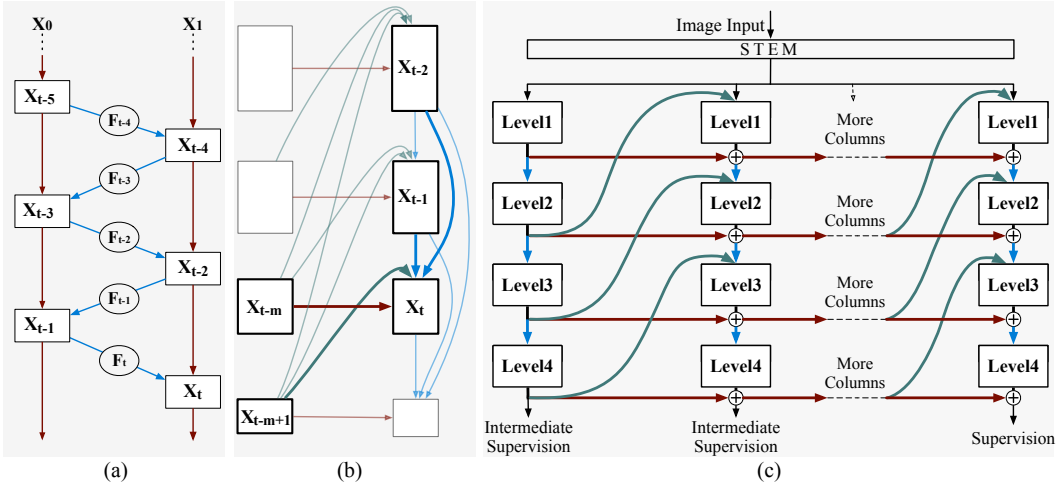 X0 X1
Xt-5
Ft-4
Xt-4
Ft-3
Xt-3
Ft-2
Xt-2
Ft-1
Xt-1
Ft
Xt
(a)
Xt-2
Xt-1
Xt-m
Xt
Xt-m+1
(b)
Image Input
S T E M
Level1 Level1 More Level1
Columns
Level2 Level2 More Level2
Columns
Level3 Level3 More Level3
Columns
Level4 Level4 More Level4
Columns
Intermediate Intermediate Supervision
Supervision Supervision
(c)